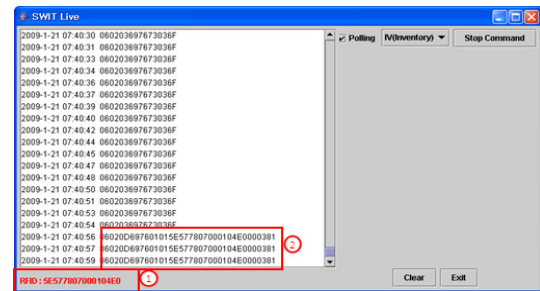 SWIT Live
2009-1-21 07:40:30 060203697673036F
Polling IV(Inventory) Stop Command
2009-1-21 07:40:31 060203697673036F
2009-1-21 07:40:33 060203697673036F
2009-1-21 07:40:34 060203697673036F
2009-1-21 07:40:36 060203697673036F
2009-1-21 07:40:37 060203697673036F
2009-1-21 07:40:39 060203697673036F
2009-1-21 07:40:40 060203697673036F
2009-1-21 07:40:42 060203697673036F
2009-1-21 07:40:44 060203697673036F
2009-1-21 07:40:45 060203697673036F
2009-1-21 07:40:47 060203697673036F
2009-1-21 07:40:48 060203697673036F
2009-1-21 07:40:50 060203697673036F
2009-1-21 07:40:51 060203697673036F
2009-1-21 07:40:53 060203697673036F
2009-1-21 07:40:54 060203697673036F
2009-1-21 07:40:56 06020D697601015E577807000104E0000381
2009-1-21 07:40:57 06020D697601015E577807000104E0000381
2009-1-21 07:40:59 06020D697601015E577807000104E0000381
2
RFID : 5E577807000104E0
1
Clear Exit